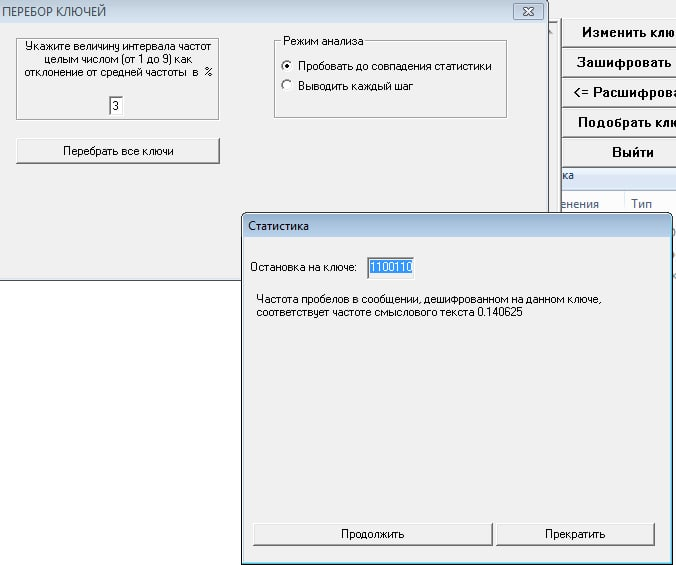 ПЕРЕБОР КЛЮЧЕЙ
Укажите величину интервала частот
целым числом (от 1 до 9) как
отклонение от средней частоты в %
3
Перебрать все ключи
Режим анализа
Пробовать до совпадения статистики
Выводить каждый шаг
Изменить клю
Зашифровать
<= Расшифрова
Подобрать клю
Выйти
ка
енения Тип
Статистика
Остановка на ключе: 1100110
Частота пробелов в сообщении, дешифрованном на данном ключе,
соответствует частоте смыслового текста 0.140625
Продолжить
Прекратить